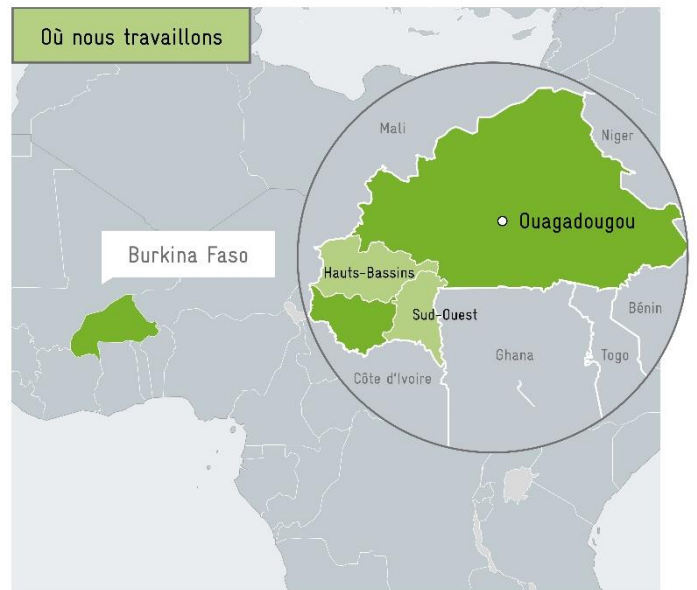 Où nous travaillons
Mali
Niger
Ouagadougou
Burkina Faso
Hauts-Bassins
Bénin
Sud-Ouest
Ghana
Togo
Côte d'Ivoire